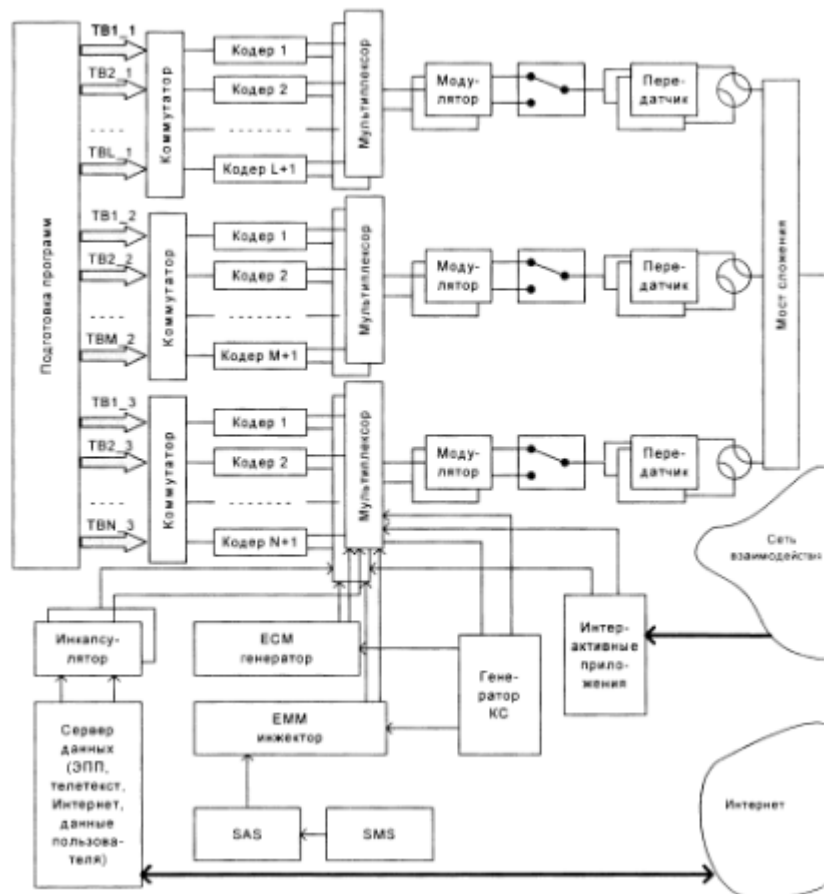 Подготовка программ
ТВ1_1
ТВ2_1
ТВL_1
Коммутатор
Кодер 1
Кодер 2
Кодер L+1
Мультиплексор
Моду-
лятор
Пере-
датчик
Мост сложения
ТВ1_2
ТВ2_2
ТВМ_2
Коммутатор
Кодер 1
Кодер 2
Кодер М+1
Мультиплексор
Моду-
лятор
Пере-
датчик
ТВ1_3
ТВ2_3
ТВN_3
Коммутатор
Кодер 1
Кодер 2
Кодер N+1
Мультиплексор
Моду-
лятор
Пере-
датчик
Сеть
взаимодействия
Инкапсу-
лятор
ECM
генератор
Гене-
ратор
КС
Интер-
активные
прило-
жения
EMM
инжектор
Сервер
данных
(ЭПП,
телетекст,
Интернет,
данные
пользова-
теля)
SAS
SMS
Интернет